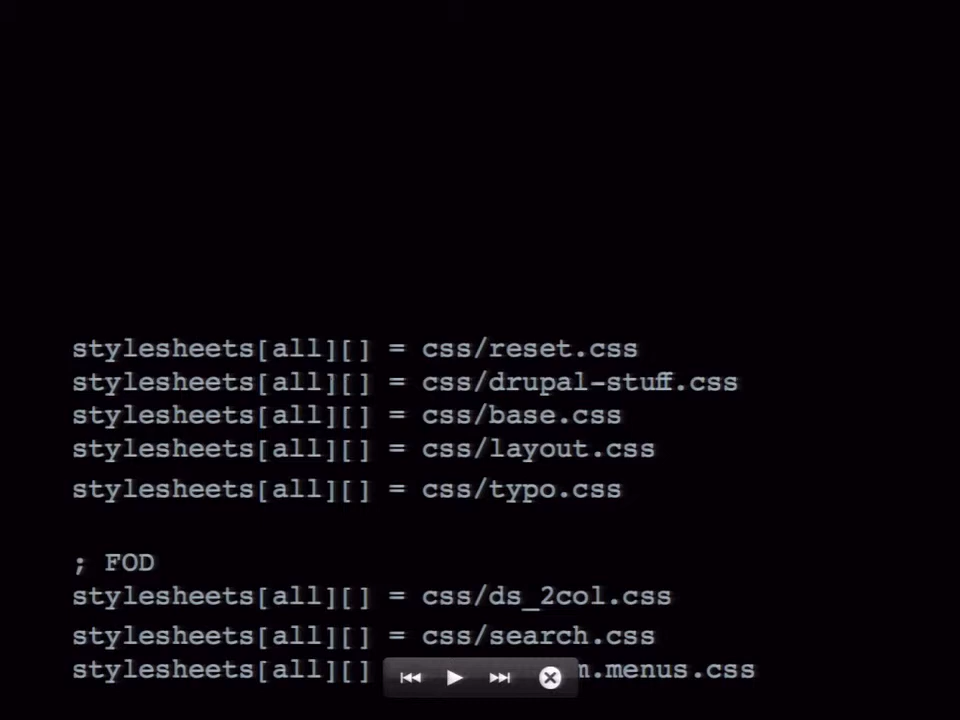 stylesheets[all][] = css/reset.css
stylesheets[all][] = css/drupal-stuff.css
stylesheets[all][] = css/base.css
stylesheets[all][] = css/layout.css
stylesheets[all][] = css/typo.css
; FOD
stylesheets[all][] = css/ds_2col.css
stylesheets[all][] = css/search.css
stylesheets[all][] m.menus.css